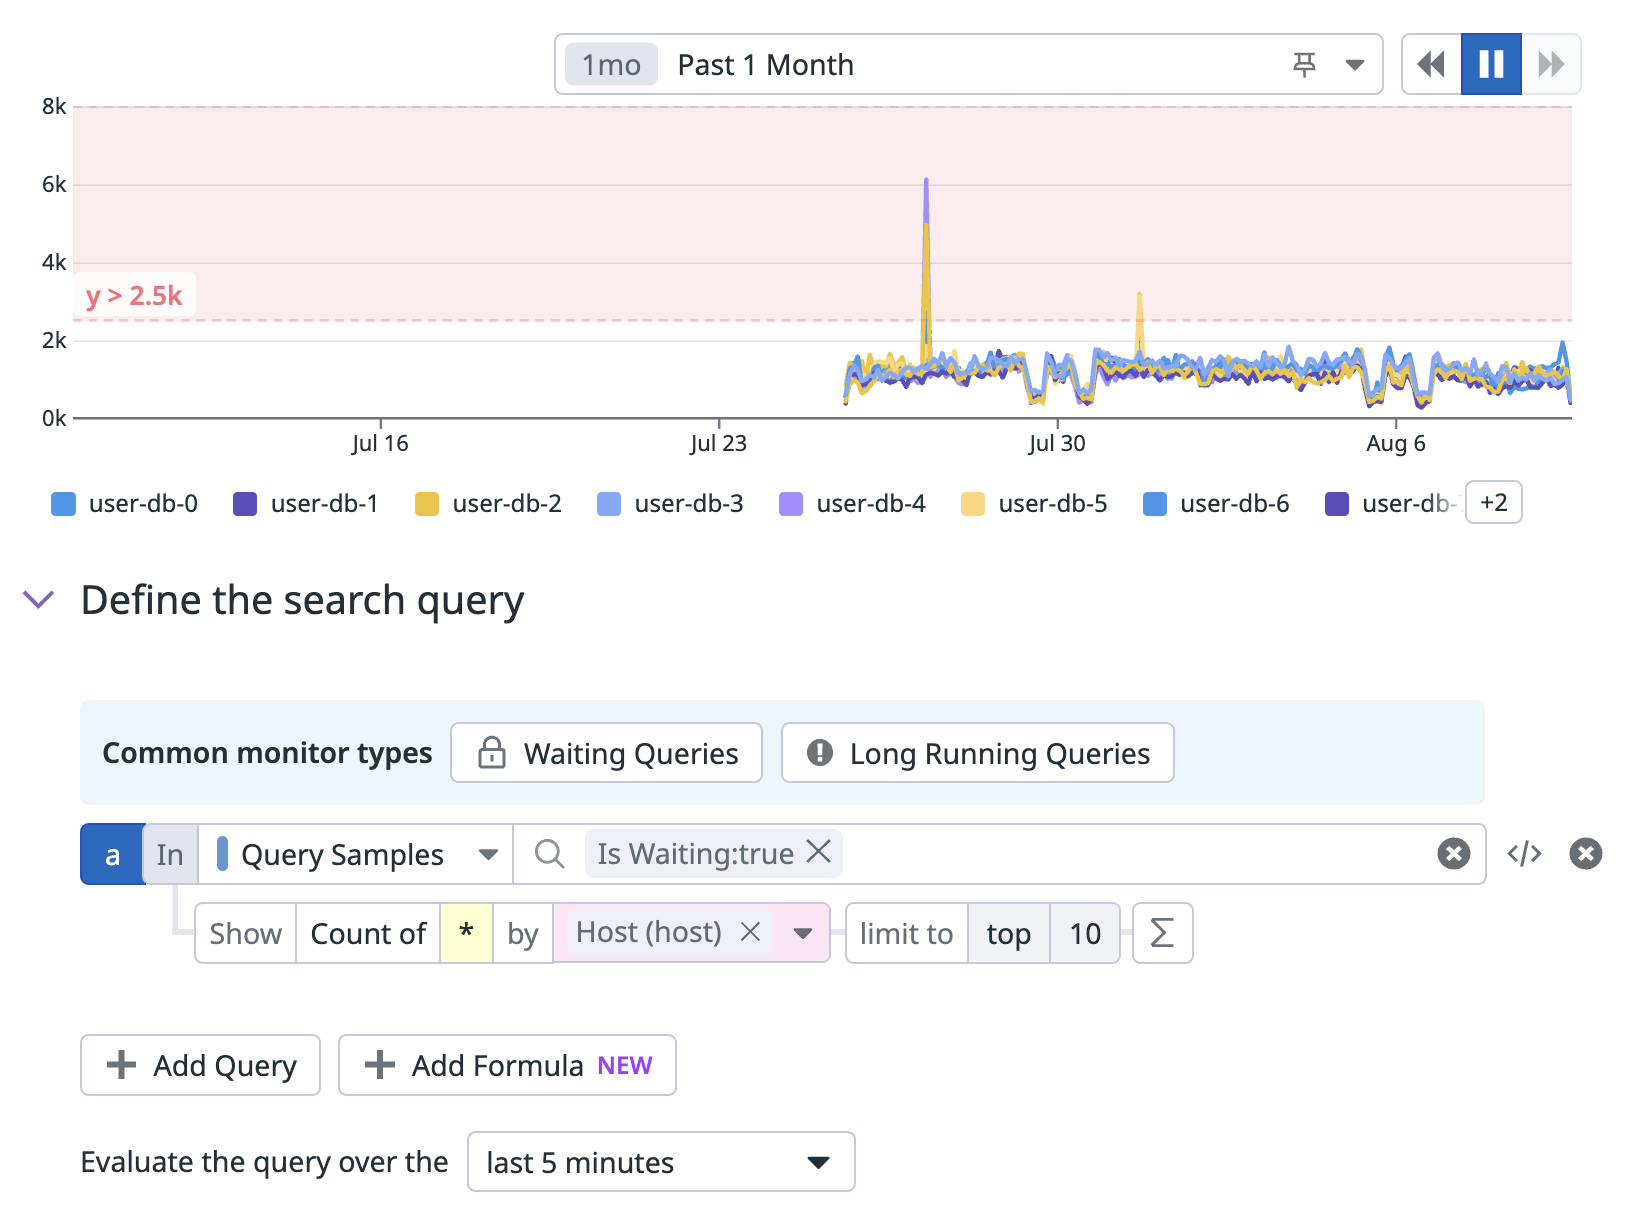 1mo Past 1 Month
8k
6k
4k
y > 2.5k
2k
0k
Jul 16 Jul 23 Jul 30 Aug 6
user-db-0 user-db-1 user-db-2 user-db-3 user-db-4 user-db-5 user-db-6 user-db- +2
Define the search query
Common monitor types Waiting Queries Long Running Queries
a In Query Samples Is Waiting:true
Show Count of * by Host (host) limit to top 10 Σ
Add Query Add Formula NEW
Evaluate the query over the last 5 minutes